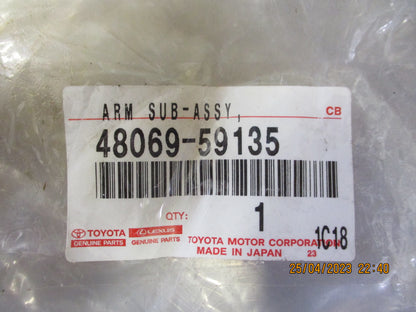 ARM SUB-ASSY,
CB
48069-59135
QTY: 1
1C18
TOYOTA LEXUS
GENUINE PARTS GENUINE PARTS
TOYOTA MOTOR CORPORATION
MADE IN JAPAN 23
25/04/2023 22:40